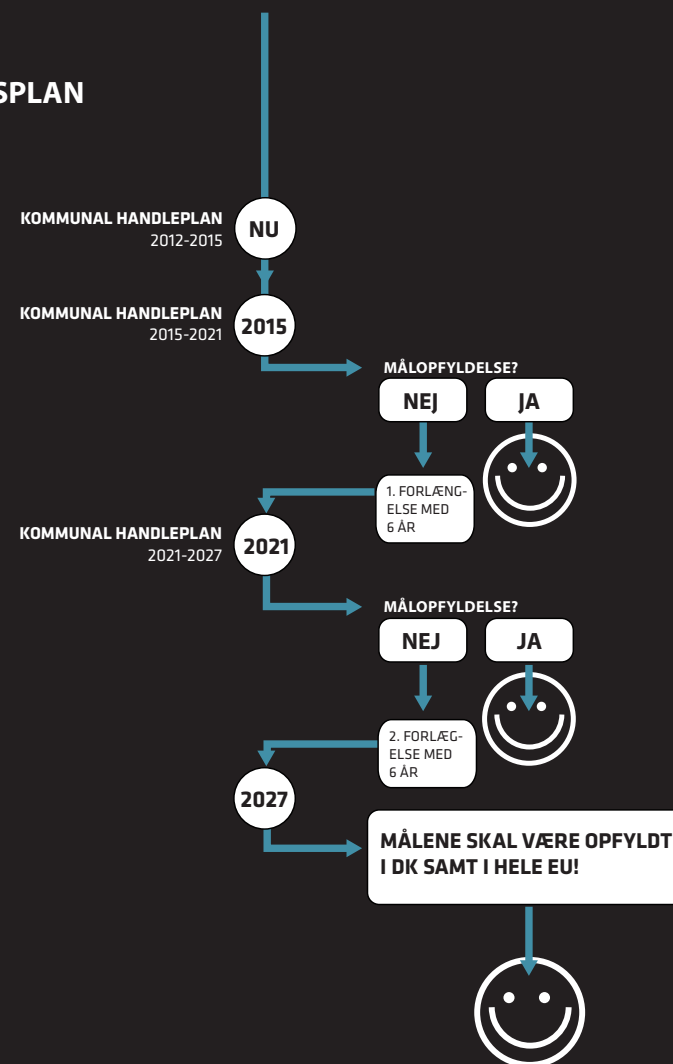 SPLAN
KOMMUNAL HANDLEPLAN
2012-2015
NU
KOMMUNAL HANDLEPLAN
2015-2021
2015
MÅLOPFYLDELSE?
NEJ
JA
1. FORLÆNG-
ELSE MED
6 ÅR
KOMMUNAL HANDLEPLAN
2021-2027
2021
MÅLOPFYLDELSE?
NEJ
JA
2. FORLÆG-
ELSE MED
6 ÅR
2027
MÅLENE SKAL VÆRE OPFYLDT
I DK SAMT I HELE EU!